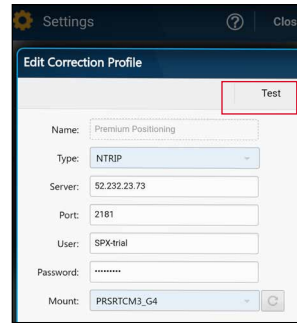 Settings
Clos
Edit Correction Profile
Test
Name: Premium Positioning
Type: NTRIP
Server: 52.232.23.73
Port: 2181
User: SPX-trial
Password: •••••••••
Mount: PRSRTCM3_G4